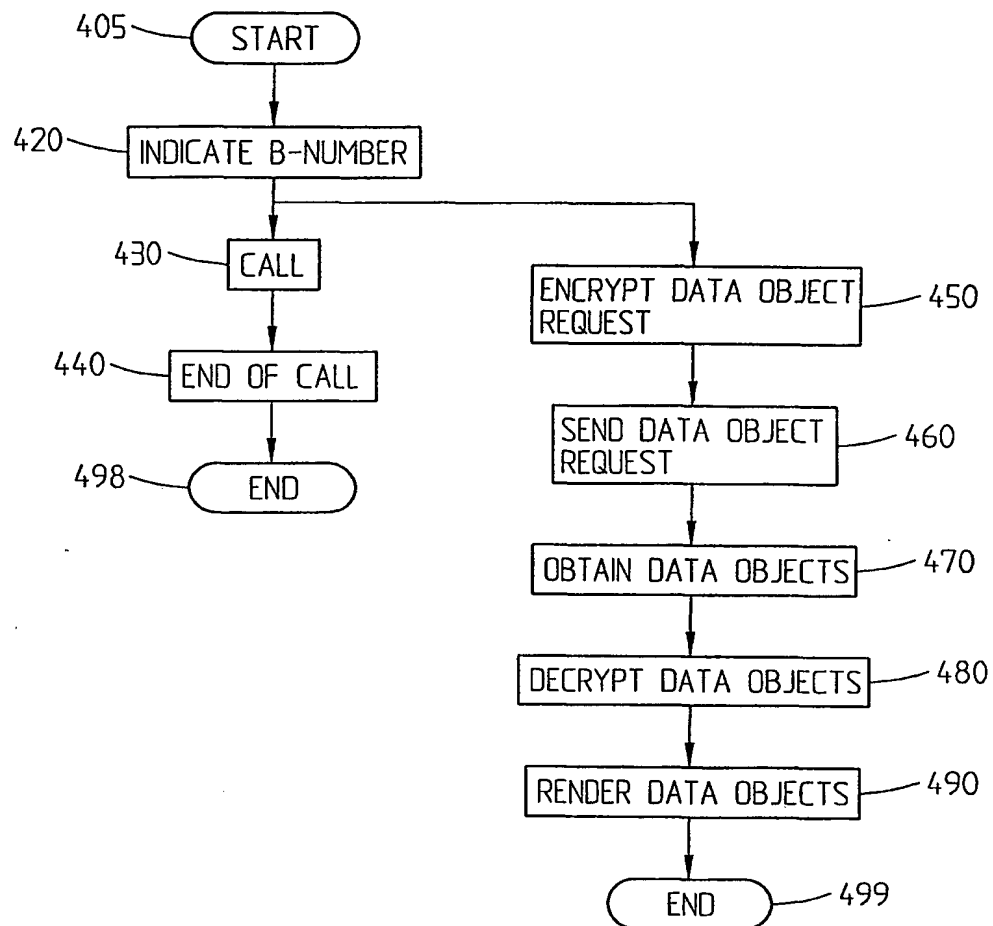 405
START
420
INDICATE B-NUMBER
430
CALL
440
END OF CALL
498
END
ENCRYPT DATA OBJECT
REQUEST
450
SEND DATA OBJECT
REQUEST
460
OBTAIN DATA OBJECTS
470
DECRYPT DATA OBJECTS
480
RENDER DATA OBJECTS
490
END
499